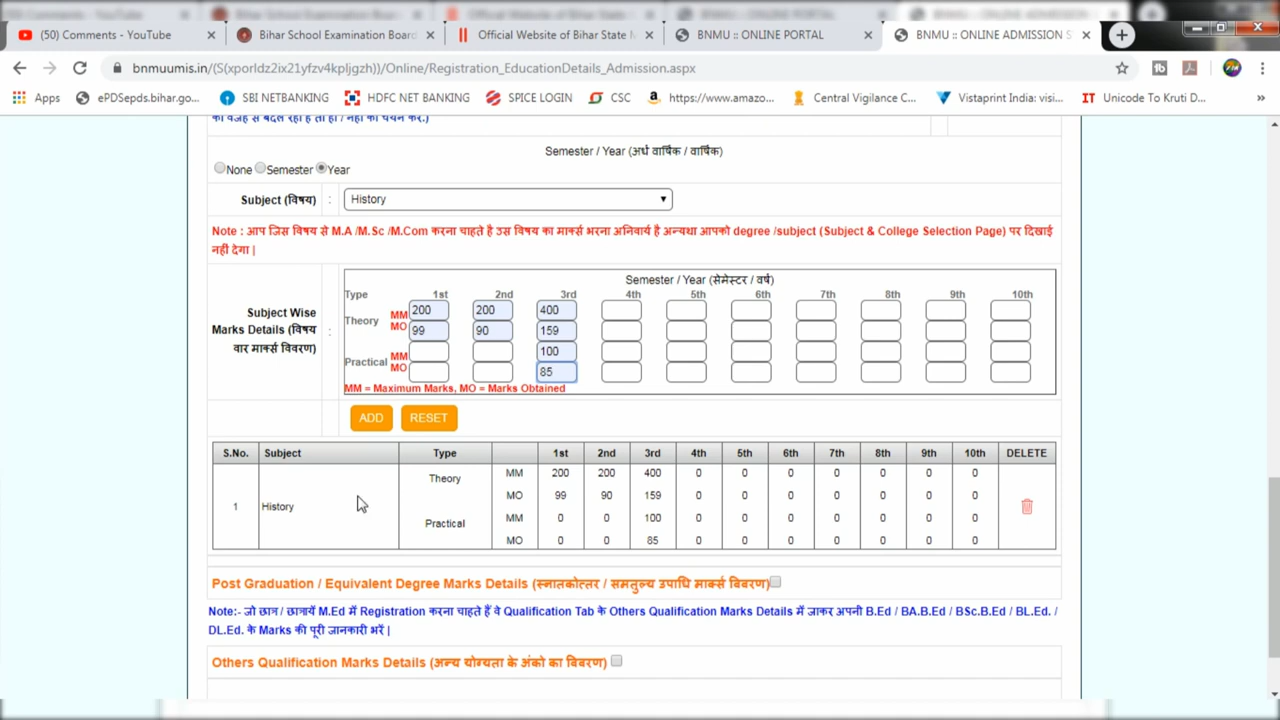 (50) Comments - YouTube
Bihar School Examination Board
Official Website of Bihar State M
BNMU :: ONLINE PORTAL
BNMU :: ONLINE ADMISSION S
bnmuumis.in/(S(xporldz2ix21yfzv4kpljgzh))/Online/Registration_EducationDetails_Admission.aspx
Apps ePDSepds.bihar.go... SBI NETBANKING HDFC NET BANKING SPICE LOGIN CSC https://www.amazo... Central Vigilance C... Vistaprint India: visi... Unicode To Kruti D... »
की वजह से बदल रहा है तो हाँ / नहीं का चयन करें.)
Semester / Year (अर्ध वार्षिक / वार्षिक)
None Semester Year
Subject (विषय) : History
Note : आप जिस विषय से M.A /M.Sc /M.Com करना चाहते है उस विषय का मार्क्स भरना अनिवार्य है अन्यथा आपको degree /subject (Subject & College Selection Page) पर दिखाई
नहीं देगा |
Semester / Year (सेमेस्टर / वर्ष)
Type 1st 2nd 3rd 4th 5th 6th 7th 8th 9th 10th
Subject Wise
Marks Details (विषय
वार मार्क्स विवरण)
:
Theory
MM 200 200 400
MO 99 90 159
Practical
MM 100
MO 85
MM = Maximum Marks, MO = Marks Obtained
ADD RESET
S.No. Subject Type 1st 2nd 3rd 4th 5th 6th 7th 8th 9th 10th DELETE
1 History
Theory
MM 200 200 400 0 0 0 0 0 0 0
MO 99 90 159 0 0 0 0 0 0 0
Practical
MM 0 0 100 0 0 0 0 0 0 0
MO 0 0 85 0 0 0 0 0 0 0
Post Graduation / Equivalent Degree Marks Details (स्नातकोत्तर / समतुल्य उपाधि मार्क्स विबरण)
Note:- जो छात्र / छात्रायें M.Ed में Registration करना चाहते हैं वे Qualification Tab के Others Qualification Marks Details में जाकर अपनी B.Ed / BA.B.Ed / BSc.B.Ed / BL.Ed. /
DL.Ed. के Marks की पूरी जानकारी भरें |
Others Qualification Marks Details (अन्य योग्यता के अंको का विबरण)